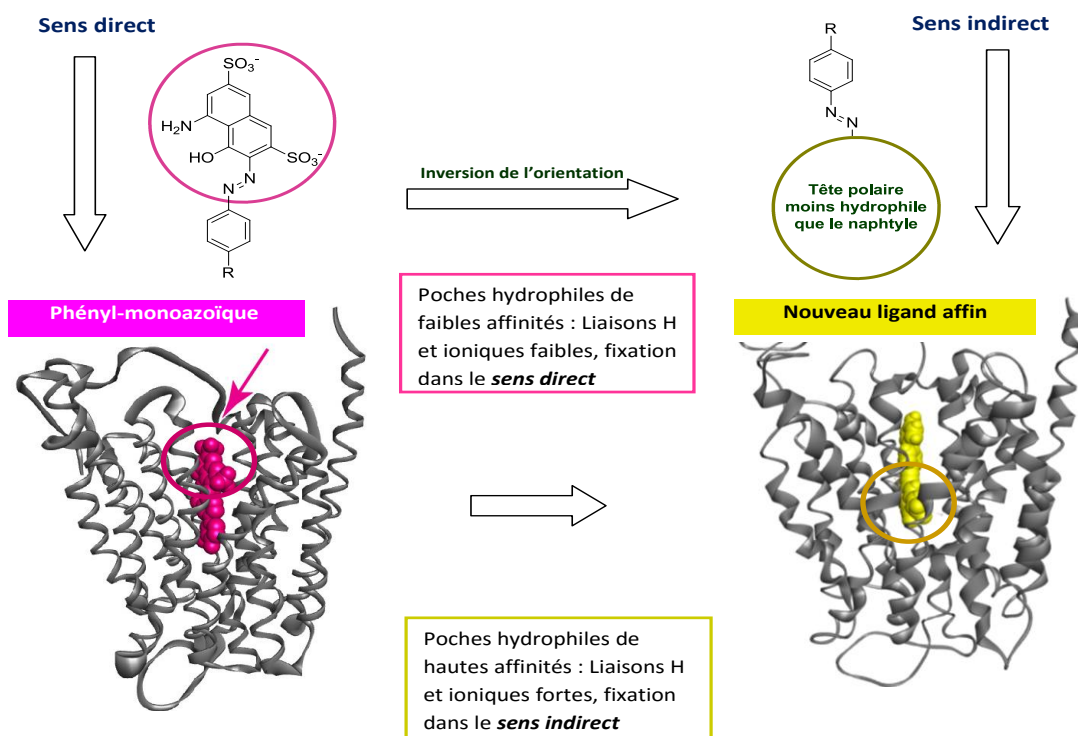 Sens direct
SO₃⁻
H₂N
HO
SO₃⁻
N
N
R
Inversion de l'orientation
R
N
N
Sens indirect
Tête polaire
moins hydrophile
que le naphtyle
Phényl-monoazoïque
Poches hydrophiles de
faibles affinités : Liaisons H
et ioniques faibles, fixation
dans le sens direct
Nouveau ligand affin
Poches hydrophiles de
hautes affinités : Liaisons H
et ioniques fortes, fixation
dans le sens indirect